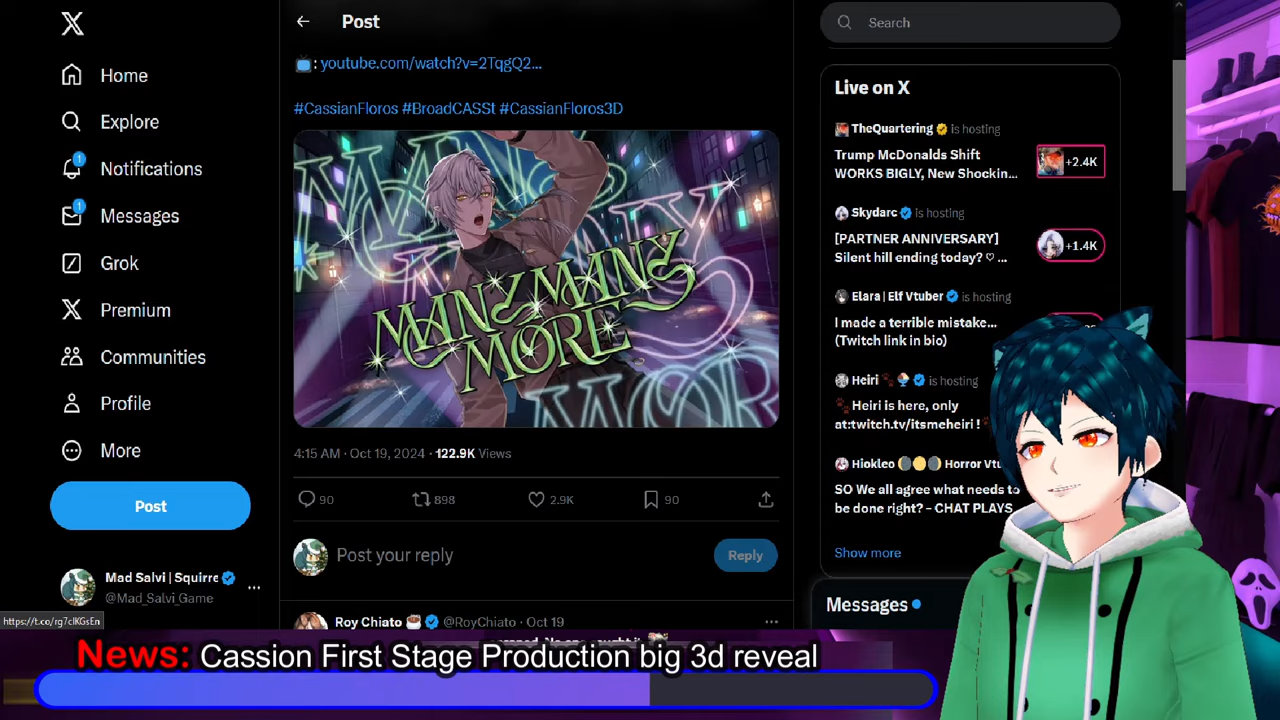 Post
Search
: youtube.com/watch?v=2TqgQ2...
#CassianFloros #BroadCASSt #CassianFloros3D
MANY MANY
MORE
4:15 AM · Oct 19, 2024 · 122.9K Views
90
898
2.9K
90
Post your reply
Reply
Roy Chiato @RoyChiato · Oct 19
Home
Explore
1
Notifications
1
Messages
Grok
Premium
Communities
Profile
More
Post
Mad Salvi | Squirre
@Mad_Salvi_Game
https://t.co/rg7clKGsEn
Live on X
TheQuartering is hosting
Trump McDonalds Shift
WORKS BIGLY, New Shockin...
+2.4K
Skydarc is hosting
[PARTNER ANNIVERSARY]
Silent hill ending today? ♡ ...
+1.4K
Elara | Elf Vtuber is hosting
I made a terrible mistake...
(Twitch link in bio)
Heiri is hosting
Heiri is here, only
at:twitch.tv/itsmeheiri !
Hiokleo Horror Vtu
SO We all agree what needs to
be done right? - CHAT PLAYS
Show more
Messages
News: Cassion First Stage Production big 3d reveal